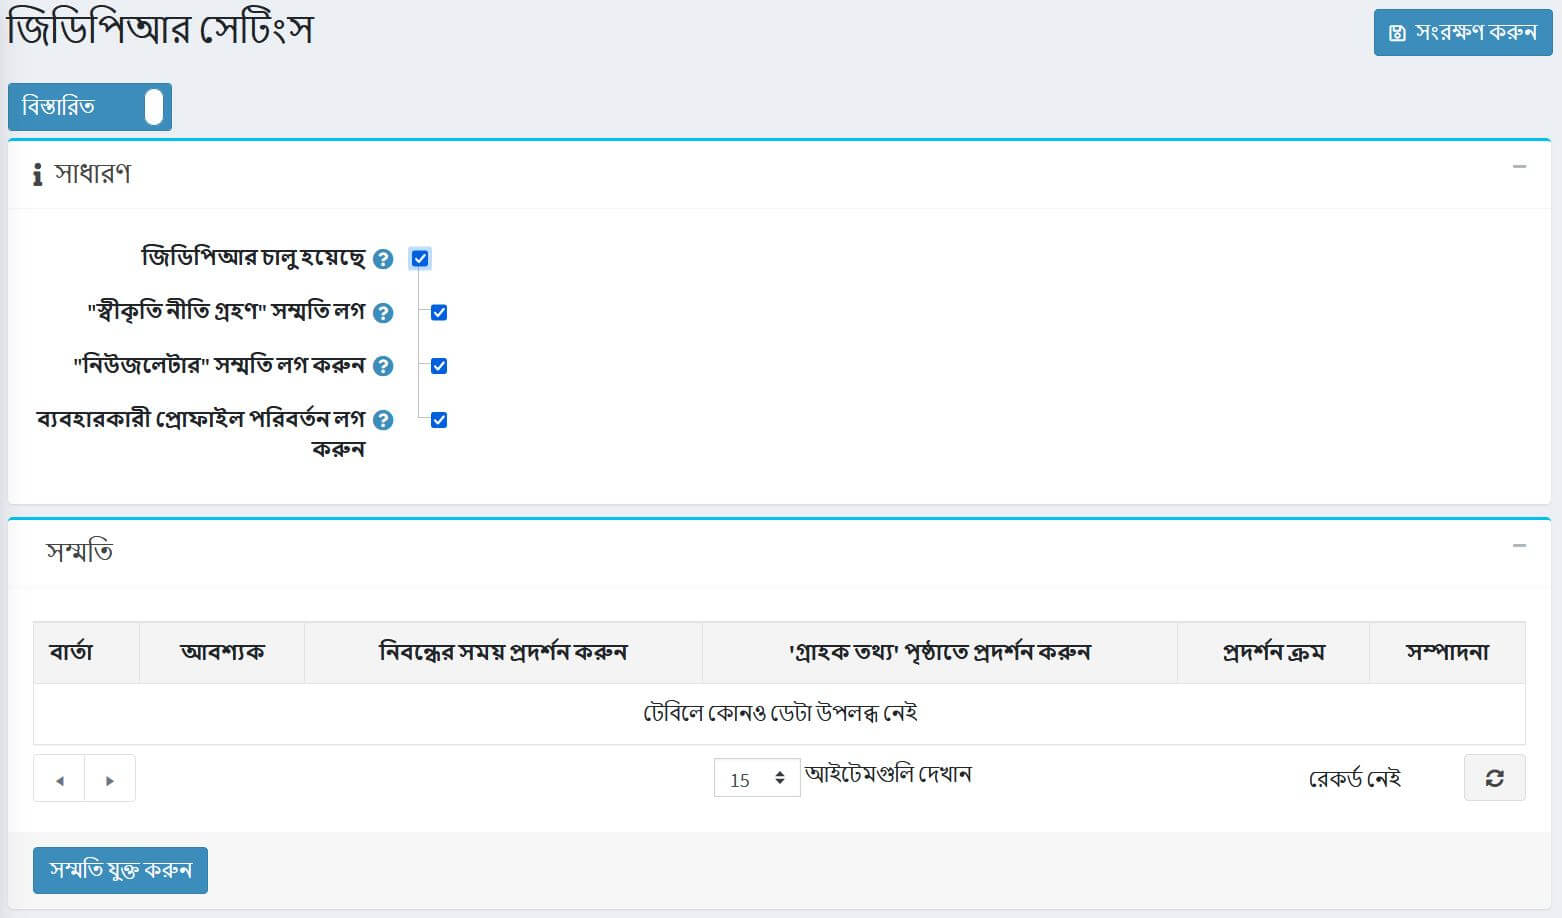 জিডিপিআর সেটিংস
সংরক্ষণ করুন
বিস্তারিত
সাধারণ
জিডিপিআর চালু হয়েছে
"স্বীকৃতি নীতি গ্রহণ" সম্মতি লগ
"নিউজলেটার" সম্মতি লগ করুন
ব্যবহারকারী প্রোফাইল পরিবর্তন লগ
করুন
সম্মতি
বার্তা আবশ্যক নিবন্ধের সময় প্রদর্শন করুন 'গ্রাহক তথ্য' পৃষ্ঠাতে প্রদর্শন করুন প্রদর্শন ক্রম সম্পাদনা
টেবিলে কোনও ডেটা উপলব্ধ নেই
15 আইটেমগুলি দেখান রেকর্ড নেই
সম্মতি যুক্ত করুন